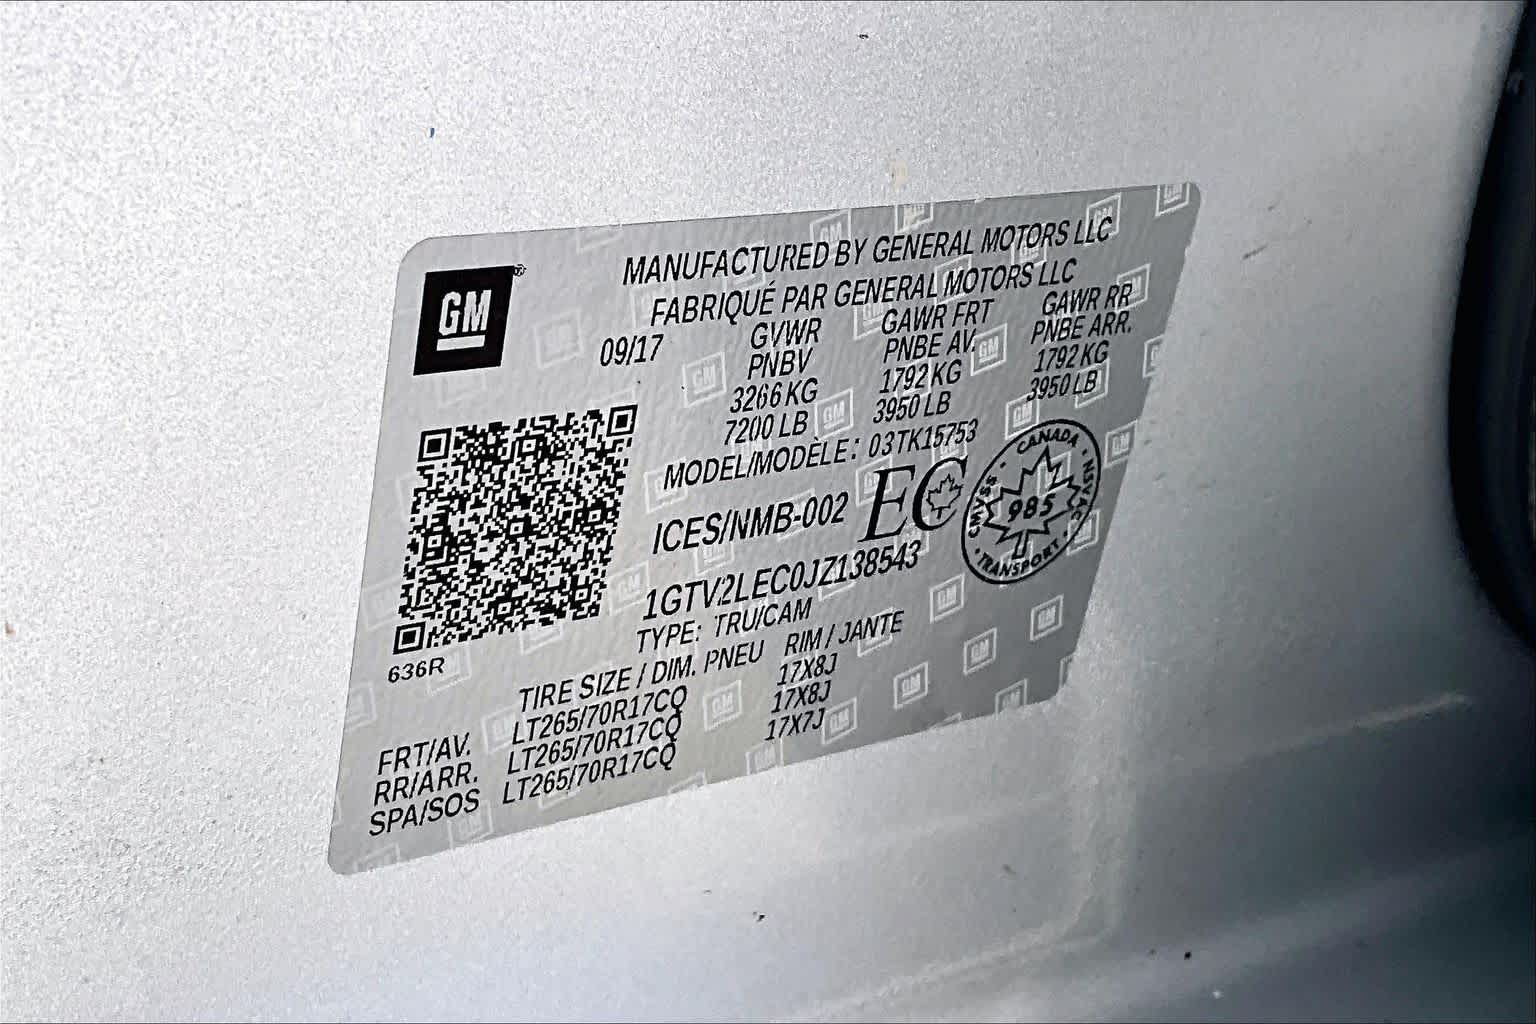 MANUFACTURED BY GENERAL MOTORS LLC
FABRIQUÉ PAR GENERAL MOTORS LLC
GM
09/17
GVWR GAWR FRT GAWR RR
PNBV PNBE AV. PNBE ARR.
3266 KG 1792 KG 1792 KG
7200 LB 3950 LB 3950 LB
MODEL/MODÈLE: 03TK15753
ICES/NMB-002 EC
CANADA
CMVSS NSVAC
985
TRANSPORT
1GTV2LEC0JZ138543
TYPE: TRU/CAM
636R
TIRE SIZE / DIM. PNEU RIM / JANTE
FRT/AV. LT265/70R17CQ 17X8J
RR/ARR. LT265/70R17CQ 17X8J
SPA/SOS LT265/70R17CQ 17X7J